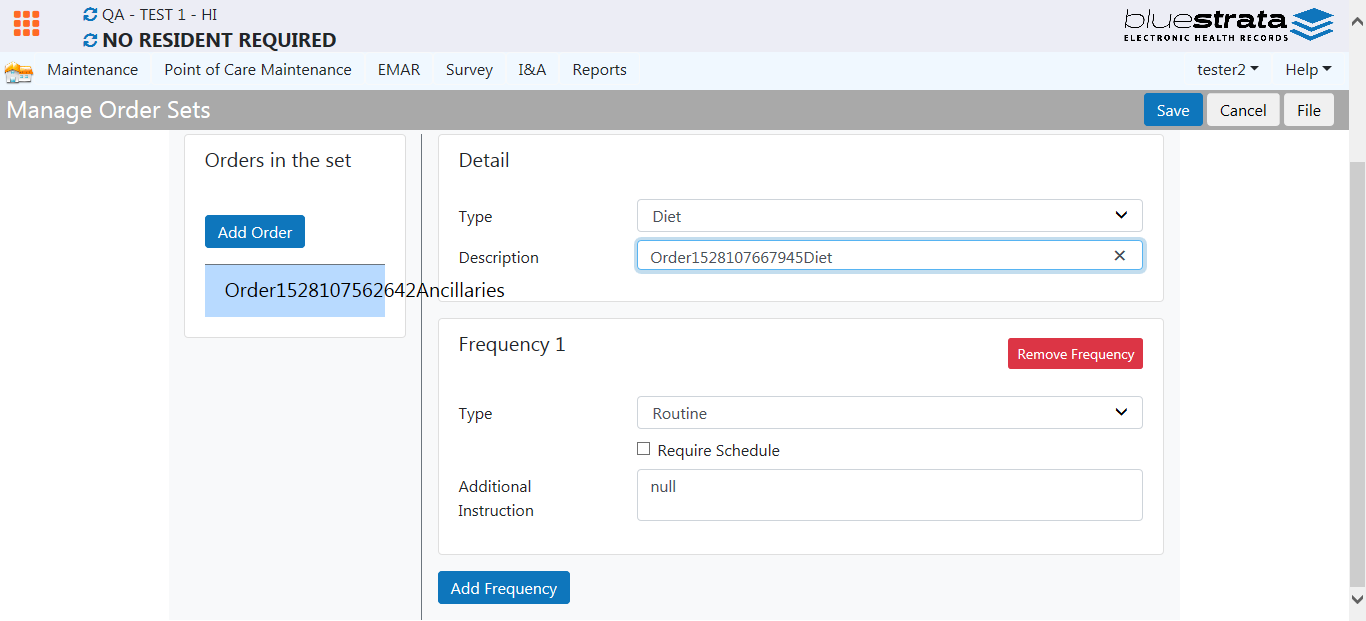 QA - TEST 1 - HI
NO RESIDENT REQUIRED
bluestrata
ELECTRONIC HEALTH RECORDS
Maintenance Point of Care Maintenance EMAR Survey I&A Reports tester2 Help
Manage Order Sets Save Cancel File
Orders in the set
Add Order
Order1528107562642Ancillaries
Detail
Type Diet
Description Order1528107667945Diet
Frequency 1 Remove Frequency
Type Routine
Require Schedule
Additional Instruction null
Add Frequency